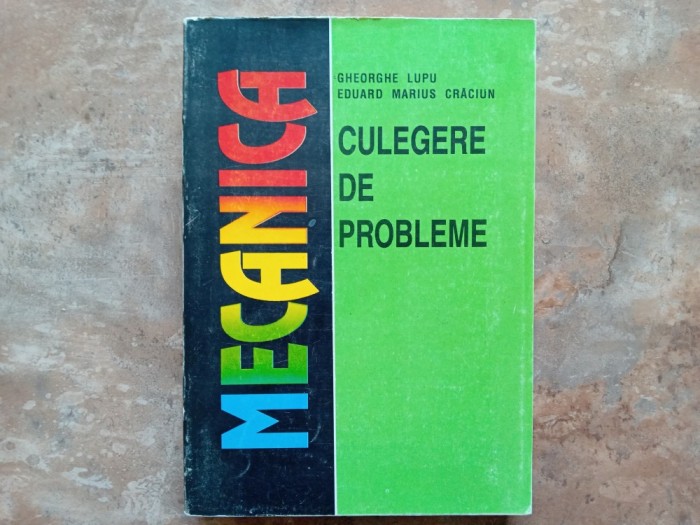 MECANICA
GHEORGHE LUPU
EDUARD MARIUS CRĂCIUN
CULEGERE
DE
PROBLEME